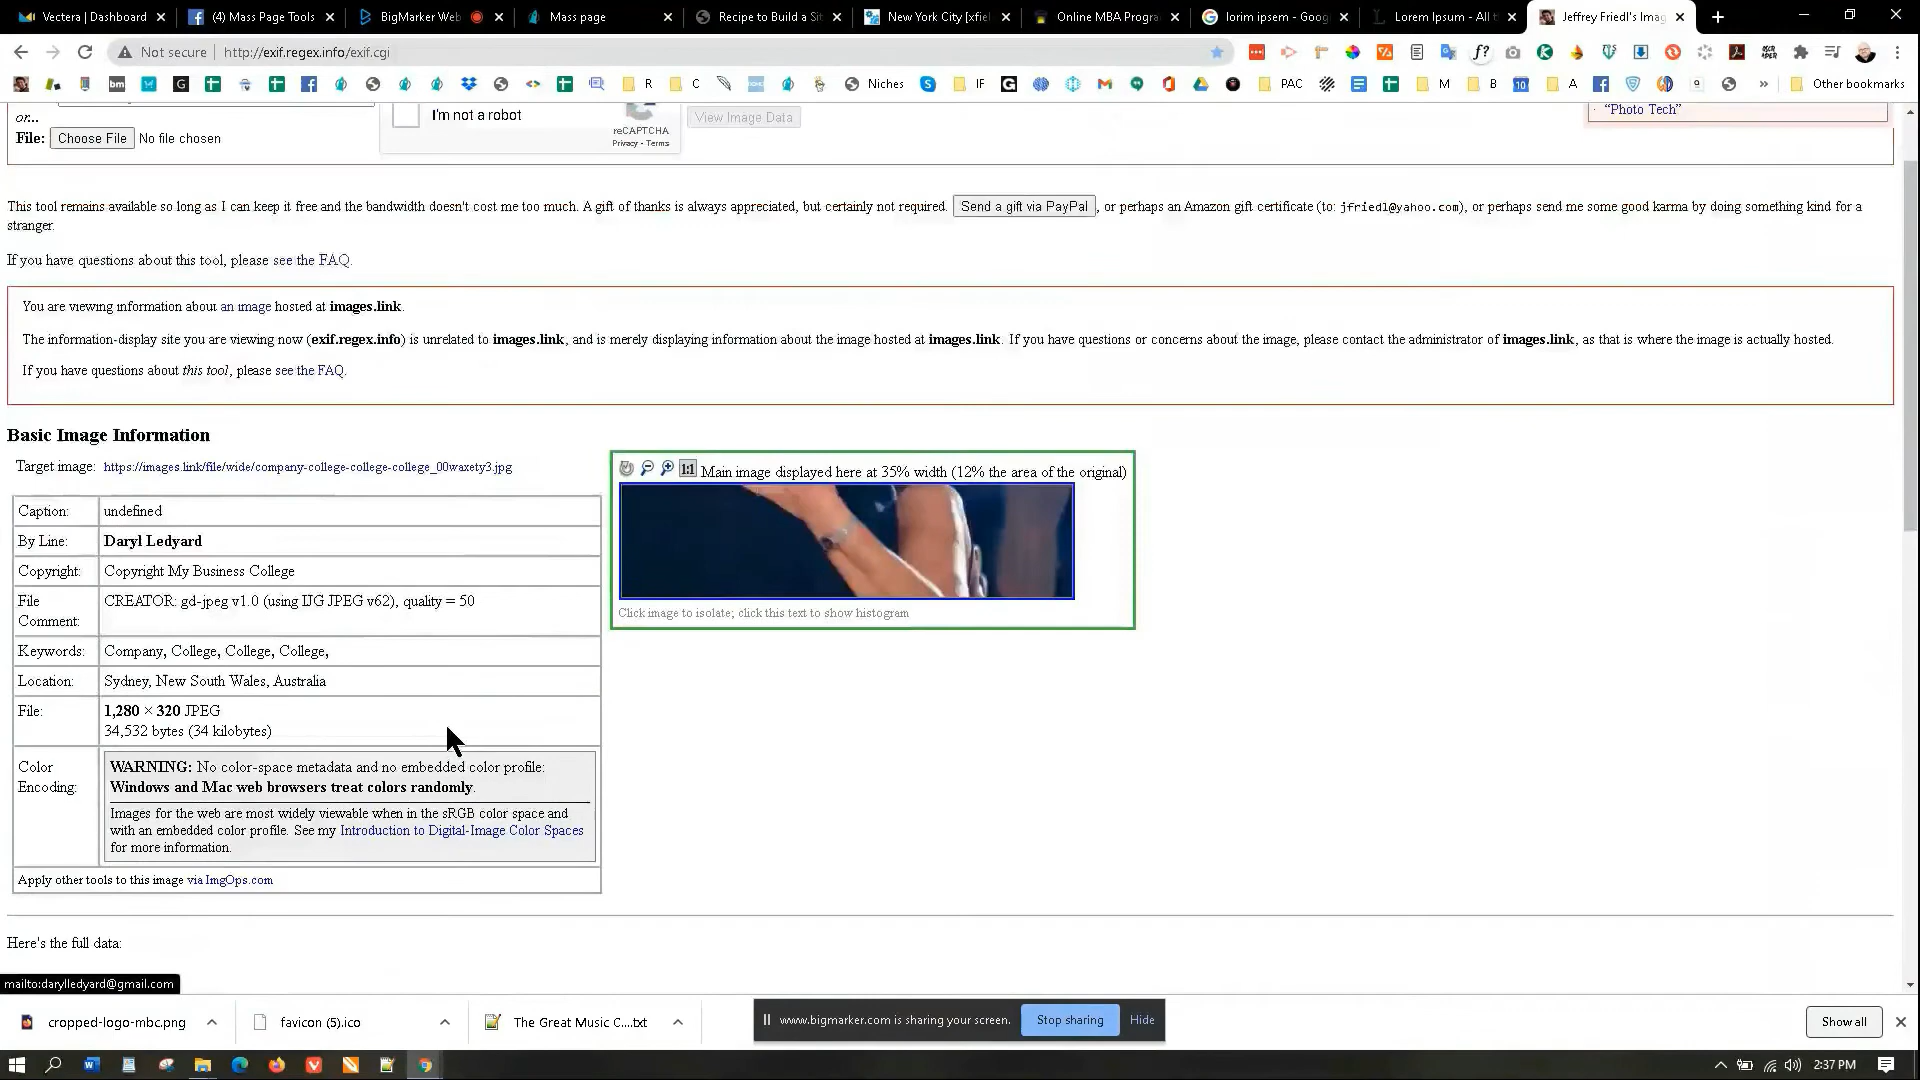 Vectera | Dashboard
(4) Mass Page Tools
BigMarker Web
Mass page
Recipe to Build a Sit
New York City [xfiel
Online MBA Progra
lorim ipsem - Goog
Lorem Ipsum - All t
Jeffrey Friedl's Imag
Not secure
http://exif.regex.info/exif.cgi
R
C
Niches
IF
PAC
M
B
A
Other bookmarks
or...
I'm not a robot
reCAPTCHA
Privacy - Terms
View Image Data
"Photo Tech"
File: Choose File No file chosen
This tool remains available so long as I can keep it free and the bandwidth doesn't cost me too much. A gift of thanks is always appreciated, but certainly not required. Send a gift via PayPal, or perhaps an Amazon gift certificate (to: jfriedl@yahoo.com), or perhaps send me some good karma by doing something kind for a
stranger.
If you have questions about this tool, please see the FAQ.
You are viewing information about an image hosted at images.link.
The information-display site you are viewing now (exif.regex.info) is unrelated to images.link, and is merely displaying information about the image hosted at images.link. If you have questions or concerns about the image, please contact the administrator of images.link, as that is where the image is actually hosted.
If you have questions about this tool, please see the FAQ.
Basic Image Information
Target image: https://images.link/file/wide/company-college-college-college_00waxety3.jpg
1:1 Main image displayed here at 35% width (12% the area of the original)
Click image to isolate; click this text to show histogram
Caption: undefined
By Line: Daryl Ledyard
Copyright: Copyright My Business College
File
Comment: CREATOR: gd-jpeg v1.0 (using IJG JPEG v62), quality = 50
Keywords: Company, College, College, College,
Location: Sydney, New South Wales, Australia
File: 1,280 × 320 JPEG
34,532 bytes (34 kilobytes)
Color
Encoding: WARNING: No color-space metadata and no embedded color profile:
Windows and Mac web browsers treat colors randomly.
Images for the web are most widely viewable when in the sRGB color space and
with an embedded color profile. See my Introduction to Digital-Image Color Spaces
for more information.
Apply other tools to this image via ImgOps.com
Here's the full data:
mailto:darylledyard@gmail.com
cropped-logo-mbc.png
favicon (5).ico
The Great Music C....txt
www.bigmarker.com is sharing your screen.
Stop sharing
Hide
Show all
2:37 PM